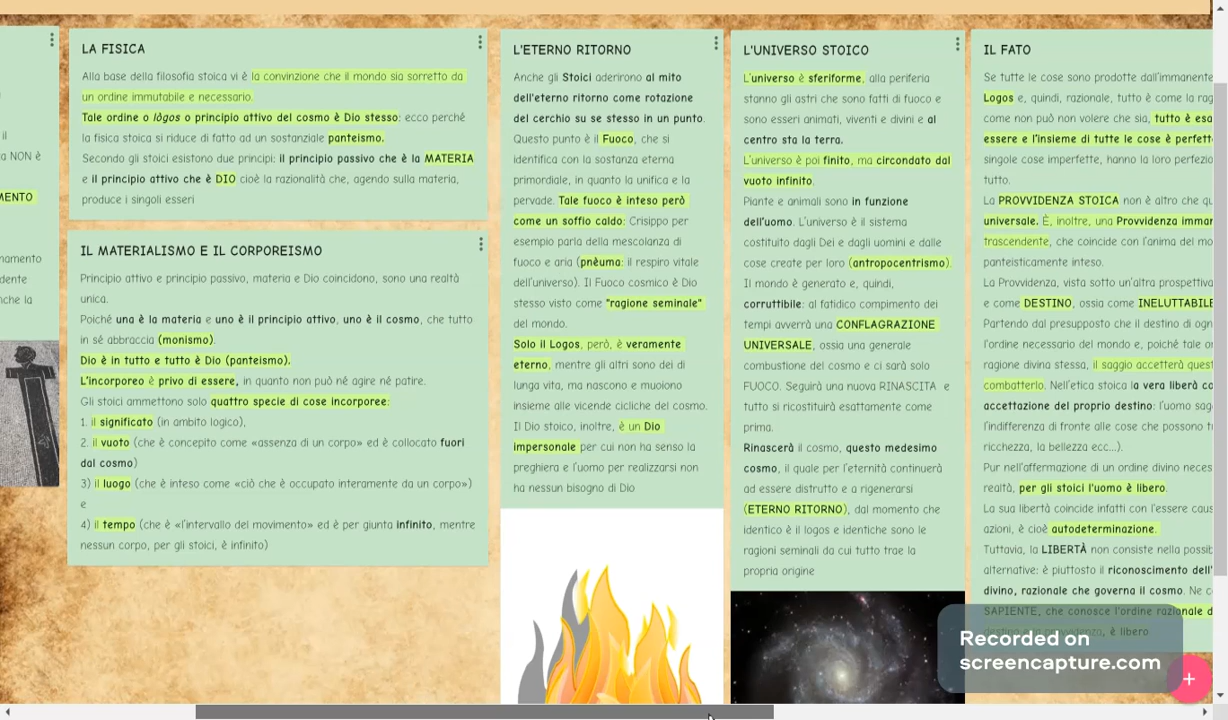 il
a NON è
MENTO
namento
dente
nche la
LA FISICA
Alla base della filosofia stoica vi è la convinzione che il mondo sia sorretto da
un ordine immutabile e necessario.
Tale ordine o lògos o principio attivo del cosmo è Dio stesso: ecco perché
la fisica stoica si riduce di fatto ad un sostanziale panteismo.
Secondo gli stoici esistono due principi: il principio passivo che è la MATERIA
e il principio attivo che è DIO cioè la razionalità che, agendo sulla materia,
produce i singoli esseri
IL MATERIALISMO E IL CORPOREISMO
Principio attivo e principio passivo, materia e Dio coincidono, sono una realtà
unica.
Poiché una è la materia e uno è il principio attivo, uno è il cosmo, che tutto
in sé abbraccia (monismo).
Dio è in tutto e tutto è Dio (panteismo).
L'incorporeo è privo di essere, in quanto non può né agire né patire.
Gli stoici ammettono solo quattro specie di cose incorporee:
1. il significato (in ambito logico),
2. il vuoto (che è concepito come «assenza di un corpo» ed è collocato fuori
dal cosmo)
3) il luogo (che è inteso come «ciò che è occupato interamente da un corpo»)
e
4) il tempo (che è «l'intervallo del movimento» ed è per giunta infinito, mentre
nessun corpo, per gli stoici, è infinito)
L'ETERNO RITORNO
Anche gli Stoici aderirono al mito
dell'eterno ritorno come rotazione
del cerchio su se stesso in un punto.
Questo punto è il Fuoco, che si
identifica con la sostanza eterna
primordiale, in quanto la unifica e la
pervade. Tale fuoco è inteso però
come un soffio caldo: Crisippo per
esempio parla della mescolanza di
fuoco e aria (pnèuma: il respiro vitale
dell'universo). Il Fuoco cosmico è Dio
stesso visto come "ragione seminale"
del mondo.
Solo il Logos, però, è veramente
eterno, mentre gli altri sono dei di
lunga vita, ma nascono e muoiono
insieme alle vicende cicliche del cosmo.
Il Dio stoico, inoltre, è un Dio
impersonale per cui non ha senso la
preghiera e l'uomo per realizzarsi non
ha nessun bisogno di Dio
L'UNIVERSO STOICO
L'universo è sferiforme, alla periferia
stanno gli astri che sono fatti di fuoco e
sono esseri animati, viventi e divini e al
centro sta la terra.
L'universo è poi finito, ma circondato dal
vuoto infinito.
Piante e animali sono in funzione
dell'uomo. L'universo è il sistema
costituito dagli Dei e dagli uomini e dalle
cose create per loro (antropocentrismo).
Il mondo è generato e, quindi,
corruttibile: al fatidico compimento dei
tempi avverrà una CONFLAGRAZIONE
UNIVERSALE, ossia una generale
combustione del cosmo e ci sarà solo
FUOCO. Seguirà una nuova RINASCITA e
tutto si ricostituirà esattamente come
prima.
Rinascerà il cosmo, questo medesimo
cosmo, il quale per l'eternità continuerà
ad essere distrutto e a rigenerarsi
(ETERNO RITORNO), dal momento che
identico è il logos e identiche sono le
ragioni seminali da cui tutto trae la
propria origine
IL FATO
Se tutte le cose sono prodotte dall'immanente
Logos e, quindi, razionale, tutto è come la rag
come non può non volere che sia, tutto è esa
essere e l'insieme di tutte le cose è perfett
singole cose imperfette, hanno la loro perfezio
tutto.
La PROVVIDENZA STOICA non è altro che q
universale. È, inoltre, una Provvidenza imman
trascendente, che coincide con l'anima del mo
panteisticamente inteso.
La Provvidenza, vista sotto un'altra prospettiva
e come DESTINO, ossia come INELUTTABILE
Partendo dal presupposto che il destino di ogn
l'ordine necessario del mondo e, poiché tale or
ragione divina stessa, il saggio accetterà quest
combatterlo. Nell'etica stoica la vera liberà co
accettazione del proprio destino: l'uomo sag
l'indifferenza di fronte alle cose che possono t
ricchezza, la bellezza ecc...).
Pur nell'affermazione di un ordine divino neces
realtà, per gli stoici l'uomo è libero.
La sua libertà coincide infatti con l'essere caus
azioni, è cioè autodeterminazione.
Tuttavia, la LIBERTÀ non consiste nella possib
alternative: è piuttosto il riconoscimento dell'
divino, razionale che governa il cosmo. Ne c
SAPIENTE, che conosce l'ordine razionale d
è libero
Recorded on
screencapture.com